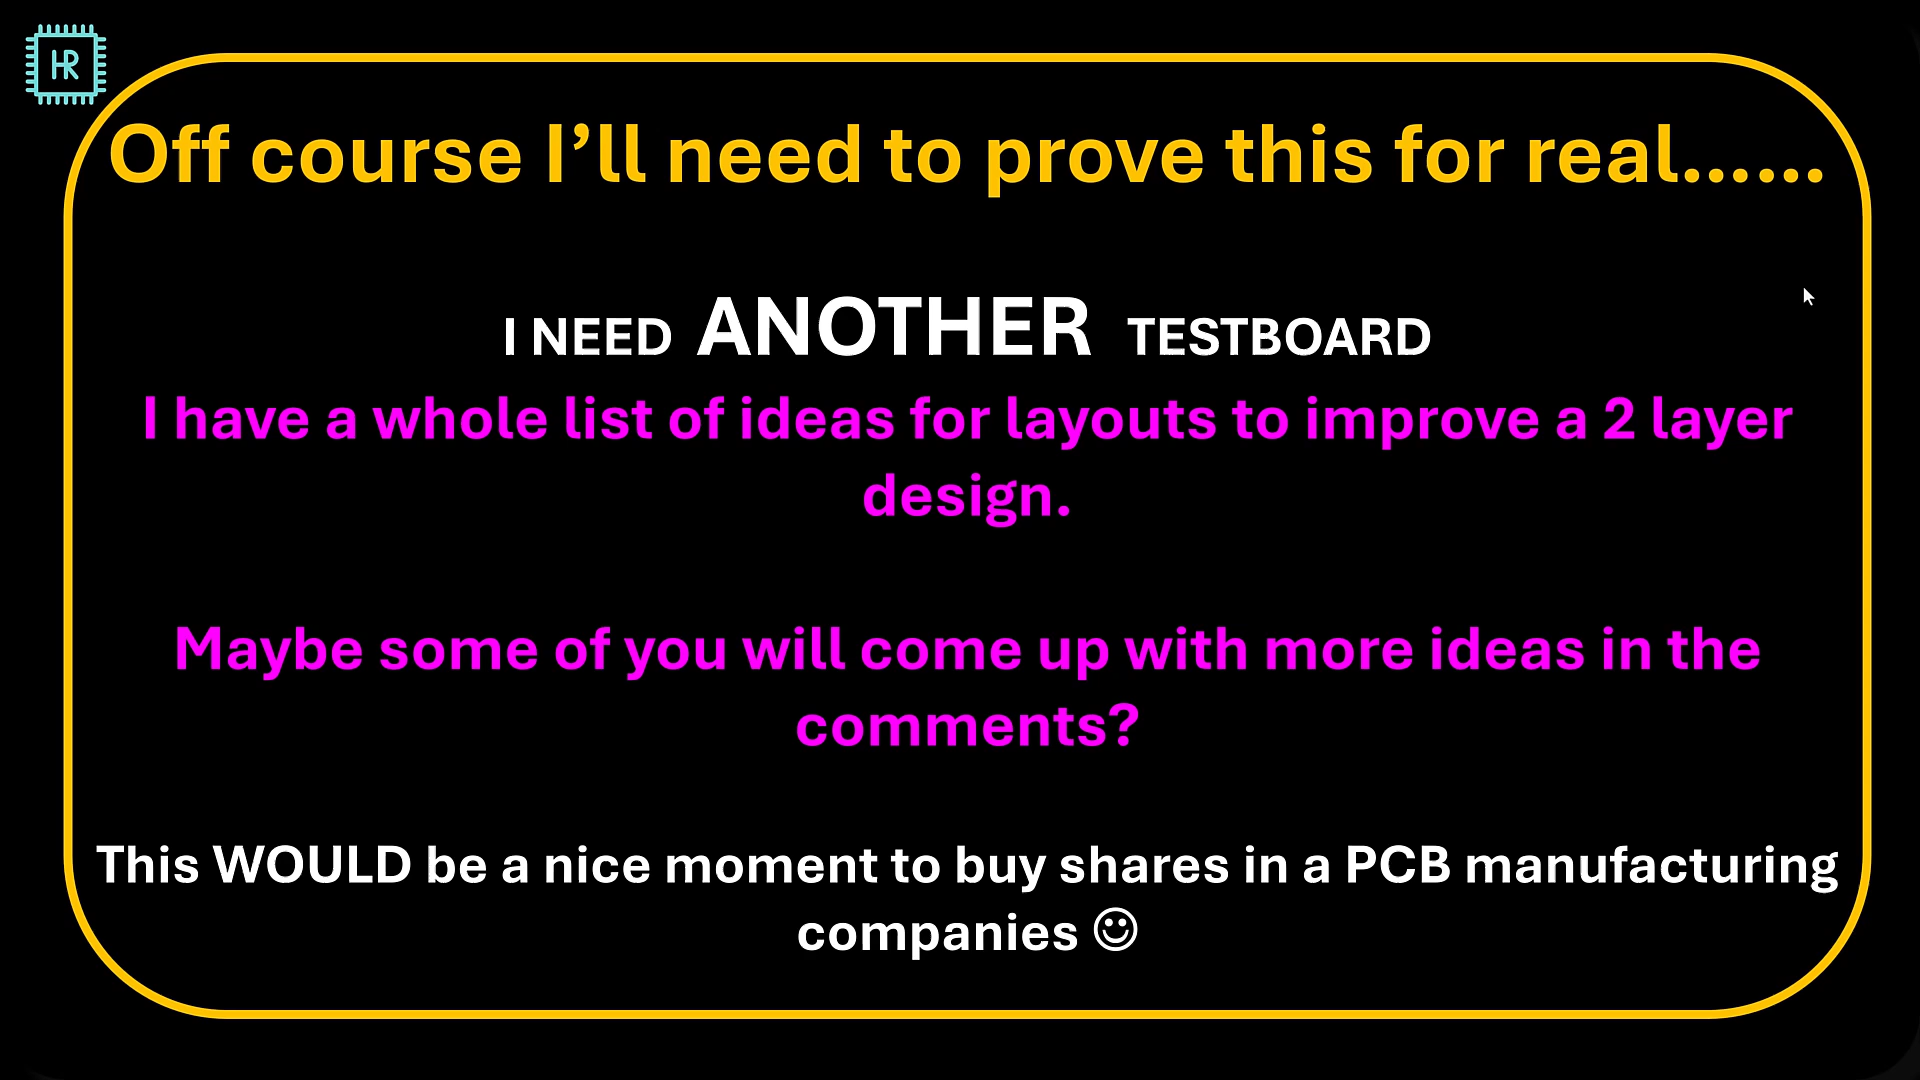 HR
Off course I’ll need to prove this for real……
I NEED ANOTHER TESTBOARD
I have a whole list of ideas for layouts to improve a 2 layer
design.
Maybe some of you will come up with more ideas in the
comments?
This WOULD be a nice moment to buy shares in a PCB manufacturing
companies ☺